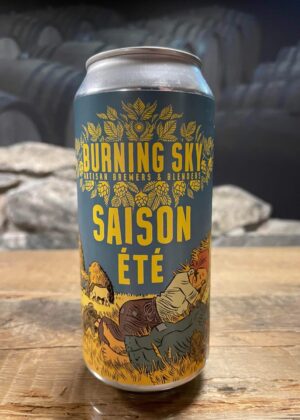 BURNING SKY
ARTISAN BREWERS & BLENDERS
SAISON
ÉTÉ